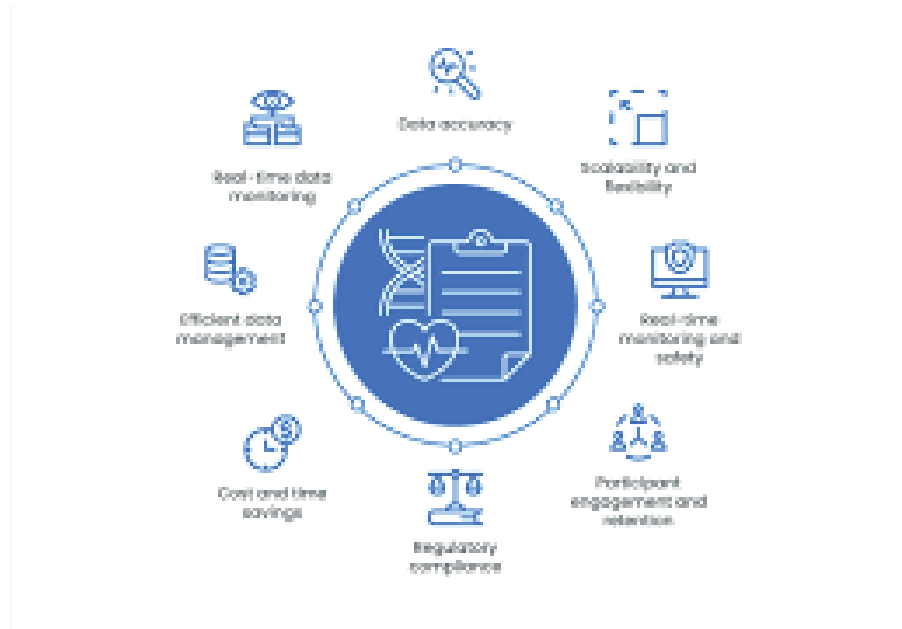 Data accuracy
Scalability and
flexibility
Real-time
monitoring and
safety
Participant
engagement and
retention
Regulatory
compliance
Cost and time
savings
Efficient data
management
Real-time data
monitoring